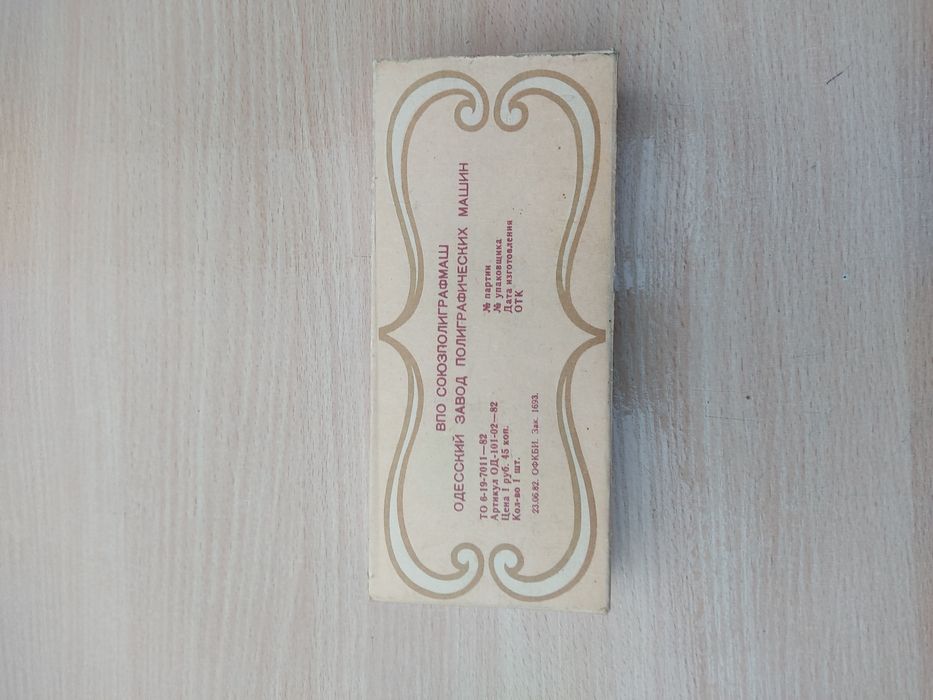 ВПО СОЮЗПОЛИГРАФМАШ
ОДЕССКИЙ ЗАВОД ПОЛИГРАФИЧЕСКИХ МАШИН
ТО 6-19-7011—82
Артикул ОД-101-02—82
Цена 1 руб. 45 коп.
Кол-во 1 шт.
№ партии
№ упаковщика
Дата изготовления
ОТК
23.06.82. ОФКБИ. Зак. 1693.